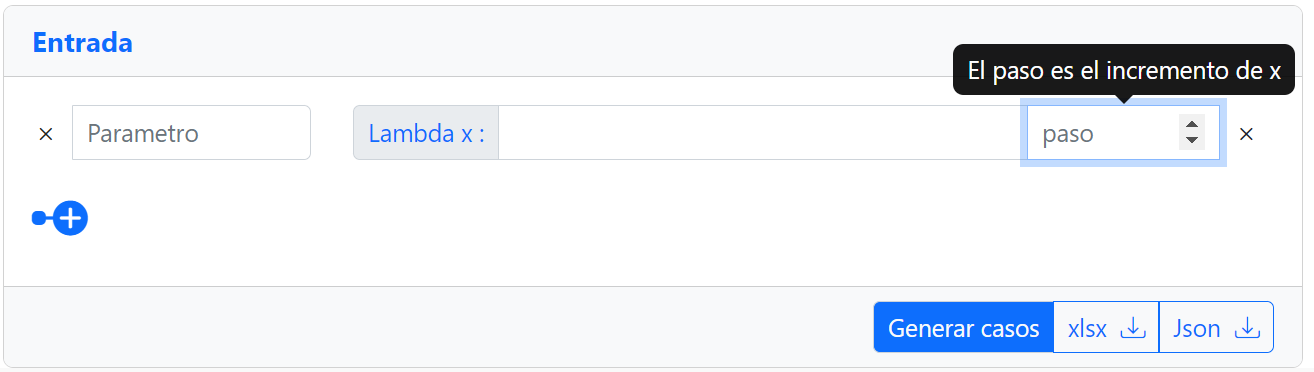 Entrada
El paso es el incremento de x
× Parametro Lambda x : paso ×
Generar casos xlsx Json